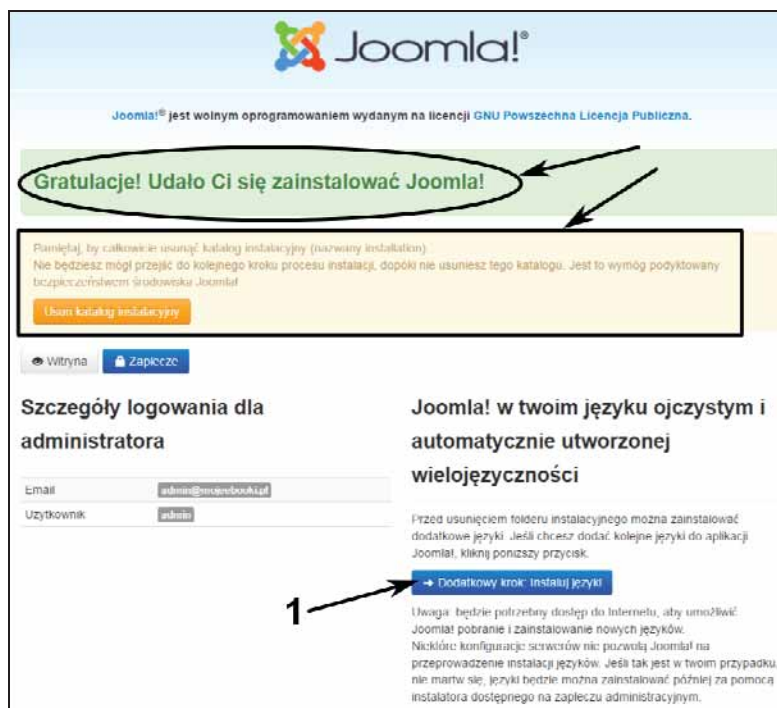 Joomla!®
Joomla!® jest wolnym oprogramowaniem wydanym na licencji GNU Powszechna Licencja Publiczna.
Gratulacje! Udało Ci się zainstalować Joomla!
Pamiętaj, by całkowicie usunąć katalog instalacyjny (nazwany installation).
Nie będziesz mógł przejść do kolejnego kroku procesu instalacji, dopóki nie usuniesz tego katalogu. Jest to wymóg podyktowany
bezpieczeństwem środowiska Joomla!
Usuń katalog instalacyjny
Witryna
Zaplecze
Szczegóły logowania dla
administratora
Email admin@mojeebooki.pl
Użytkownik admin
Joomla! w twoim języku ojczystym i
automatycznie utworzonej
wielojęzyczności
Przed usunięciem folderu instalacyjnego można zainstalować
dodatkowe języki. Jeśli chcesz dodać kolejne języki do aplikacji
Joomla!, kliknij poniższy przycisk.
→ Dodatkowy krok: Instaluj języki
1
Uwaga: będzie potrzebny dostęp do Internetu, aby umożliwić
Joomla! pobranie i zainstalowanie nowych języków.
Niektóre konfiguracje serwerów nie pozwolą Joomla! na
przeprowadzenie instalacji języków. Jeśli tak jest w twoim przypadku,
nie martw się, języki będzie można zainstalować później za pomocą
instalatora dostępnego na zapleczu administracyjnym.